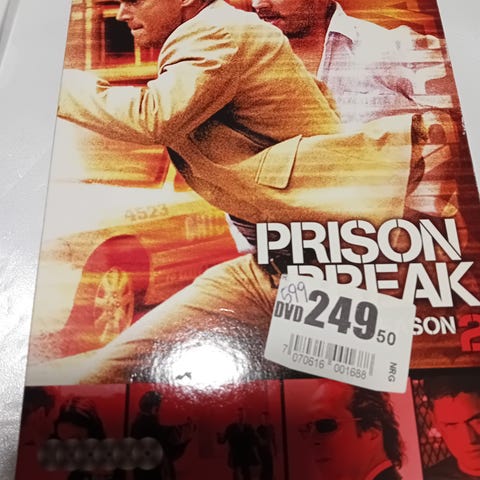 4523
PRISON
BREAK
SON 2
599
DVD 249.50
NRG
7 070616 001688